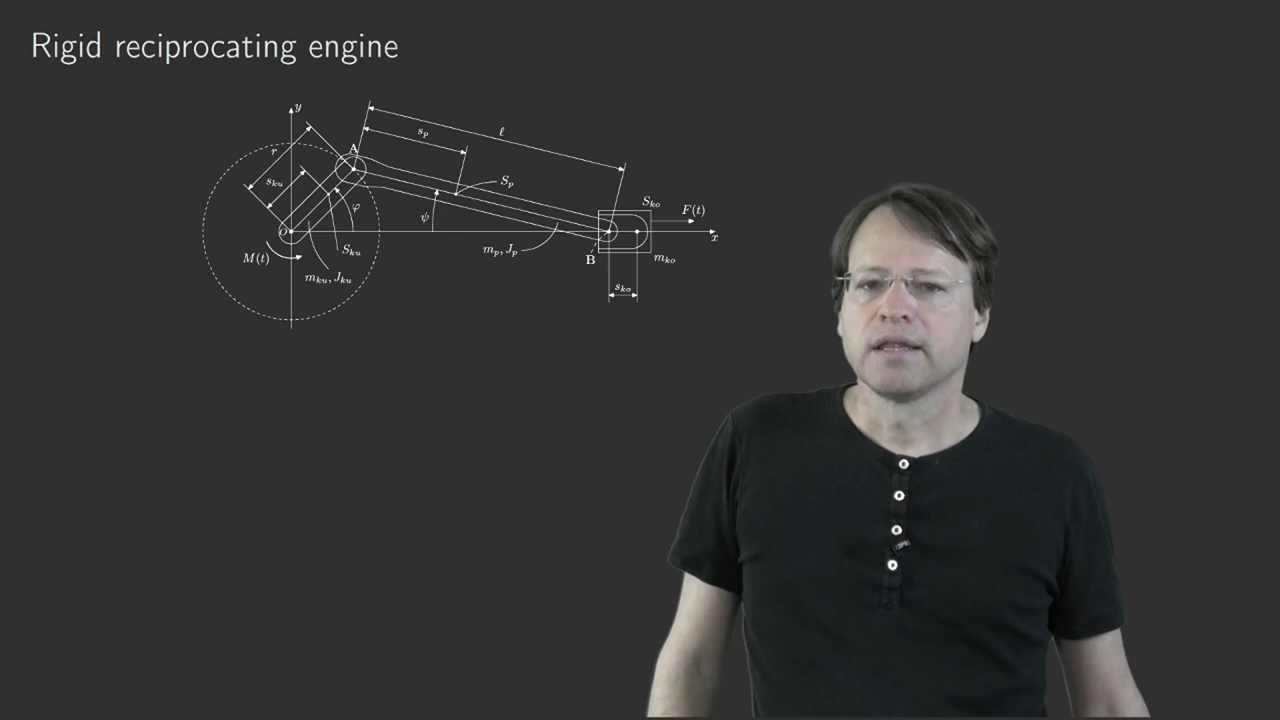 Rigid reciprocating engine
y
ℓ
s_p
A
r
s_ku
S_p
φ
ψ
S_ko
F(t)
O
x
S_ku
m_p, J_p
M(t)
B
m_ko
m_ku, J_ku
s_ko